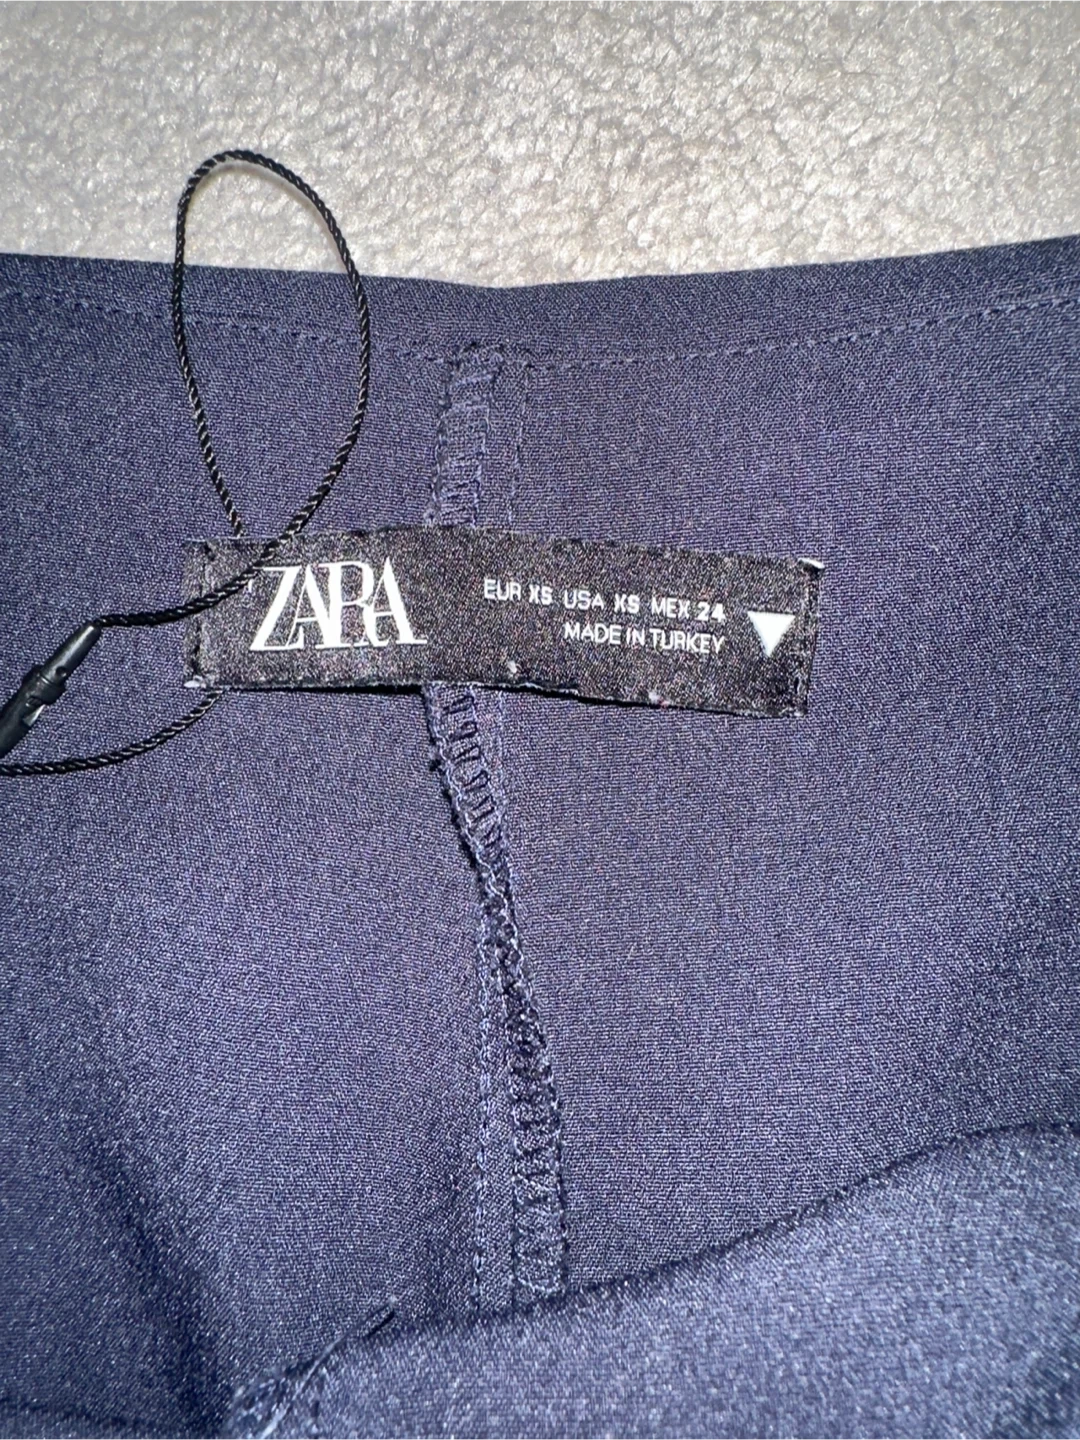 ZARA
EUR XS USA XS MEX 24
MADE IN TURKEY